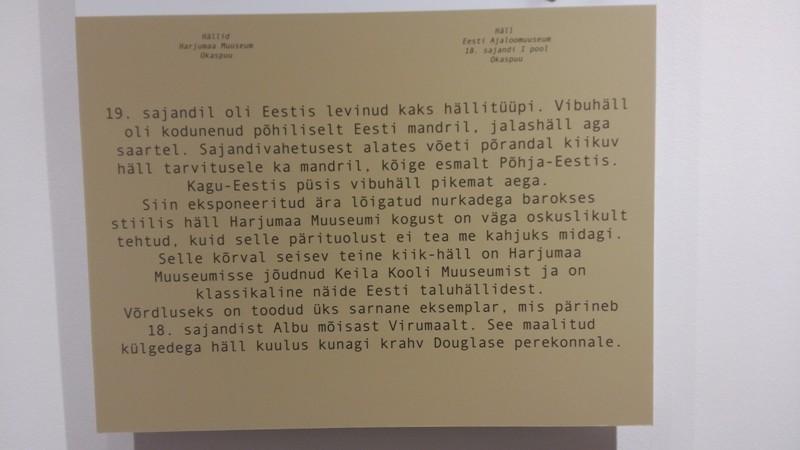 Hällid
Harjumaa Muuseum
Okaspuu
Häll
Eesti Ajaloomuuseum
18. sajandi I pool
Okaspuu
19. sajandil oli Eestis levinud kaks hällitüüpi. Vibuhäll
oli kodunenud põhiliselt Eesti mandril, jalashäll aga
saartel. Sajandivahetusest alates võeti põrandal kiikuv
häll tarvitusele ka mandril, kõige esmalt Põhja-Eestis.
Kagu-Eestis püsis vibuhäll pikemat aega.
Siin eksponeeritud ära lõigatud nurkadega barokses
stiilis häll Harjumaa Muuseumi kogust on väga oskuslikult
tehtud, kuid selle päritolust ei tea me kahjuks midagi.
Selle kõrval seisev teine kiik-häll on Harjumaa
Muuseumisse jõudnud Keila Kooli Muuseumist ja on
klassikaline näide Eesti taluhällidest.
Võrdluseks on toodud üks sarnane eksemplar, mis pärineb
18. sajandist Albu mõisast Virumaalt. See maalitud
külgedega häll kuulus kunagi krahv Douglase perekonnale.